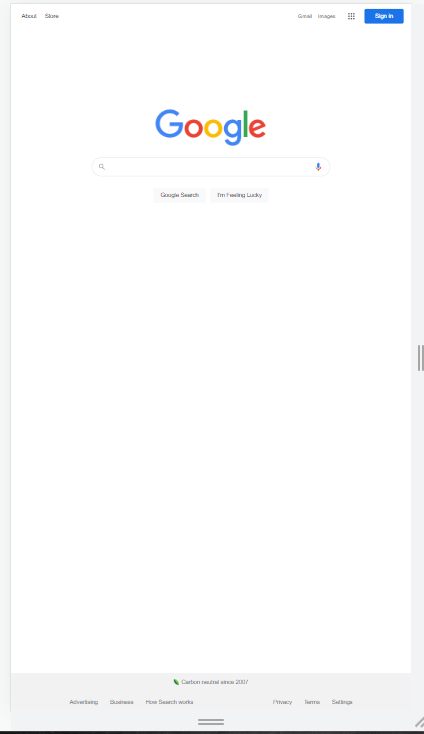 About Store Gmail Images Sign in
Google
Google Search I'm Feeling Lucky
Carbon neutral since 2007
Advertising Business How Search works Privacy Terms Settings